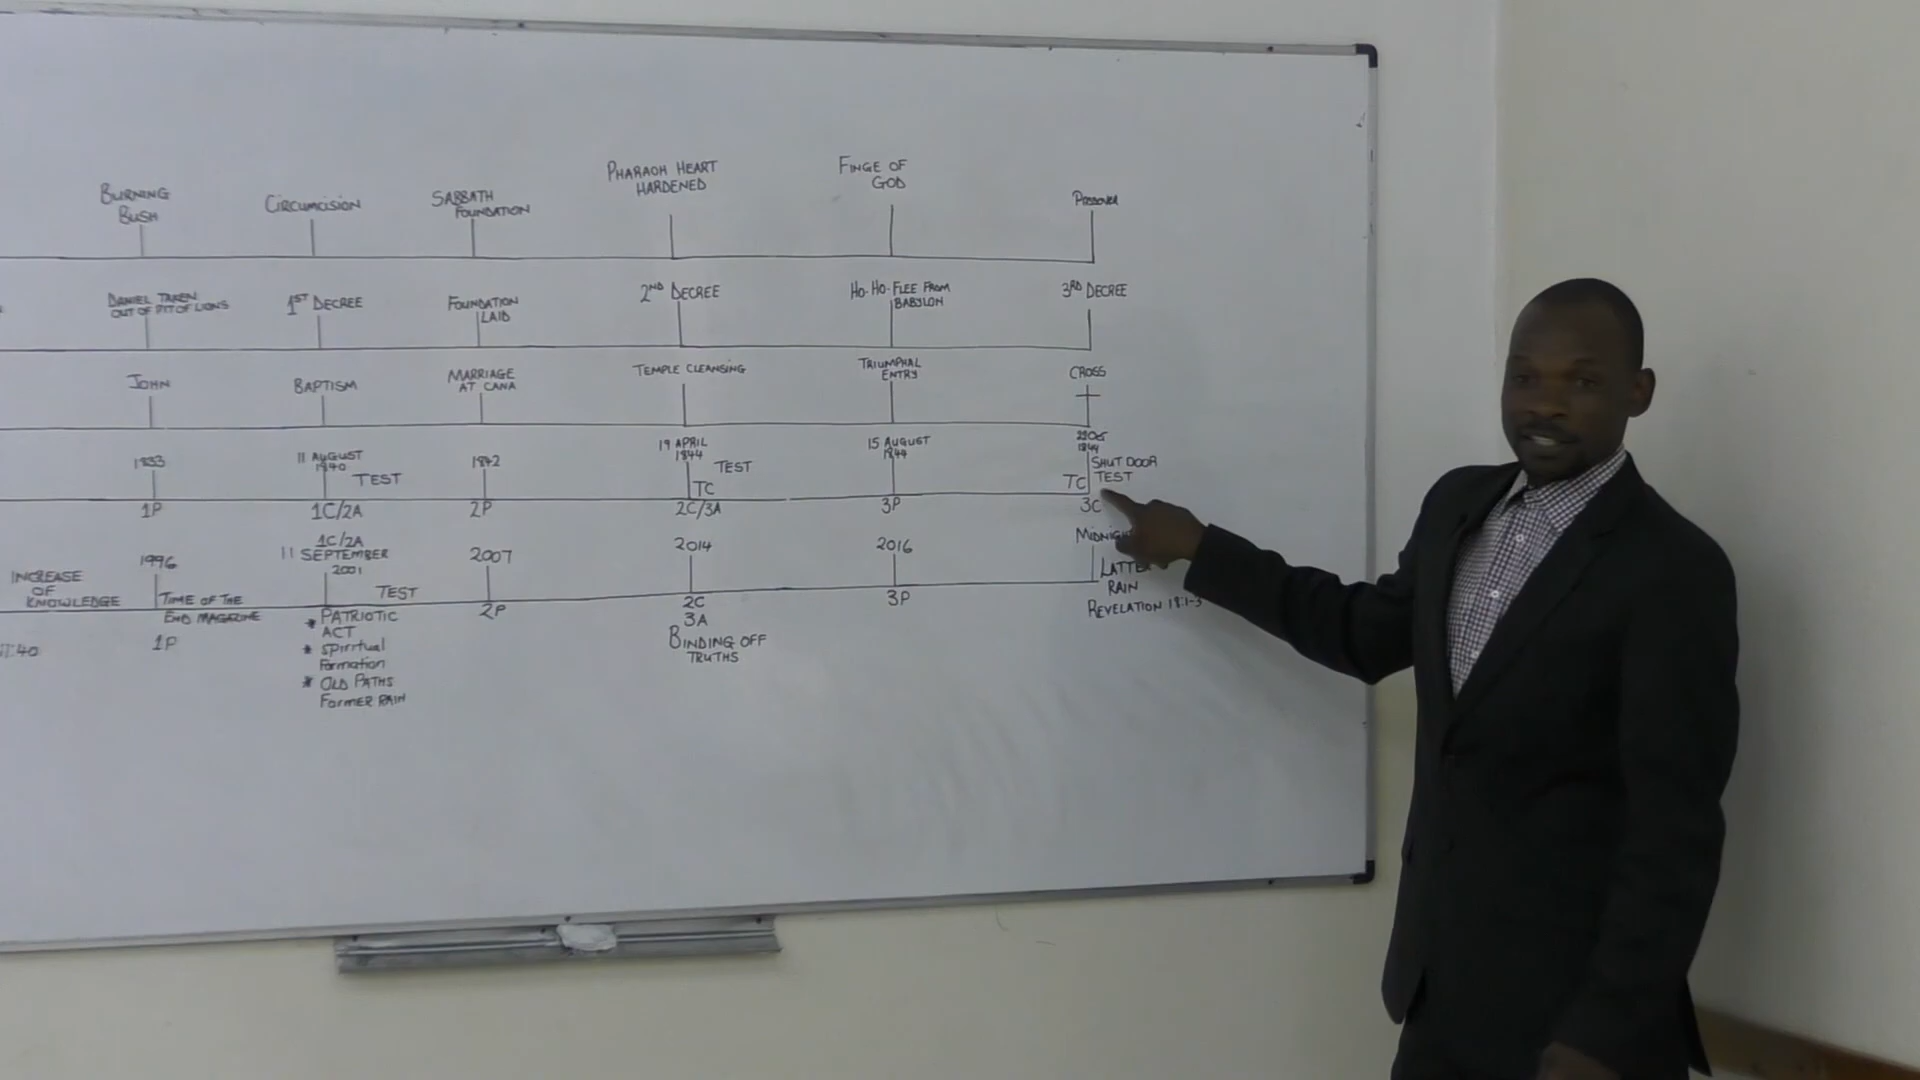 BURNING
BUSH
CIRCUMCISION
SABBATH
FOUNDATION
PHARAOH HEART
HARDENED
FINGE OF
GOD
DANIEL TAKEN
OUT OF PIT OF LIONS
1ST DECREE
FOUNDATION
LAID
2ND DECREE
HO-HO-FLEE FROM
BABYLON
3RD DECREE
JOHN
BAPTISM
MARRIAGE
AT CANA
TEMPLE CLEANSING
TRIUMPHAL
ENTRY
CROSS
1833
11 AUGUST
1840
TEST
1842
19 APRIL
1844
TEST
TC
15 AUGUST
1844
1844
SHUT DOOR
TC TEST
1P
1C/2A
2P
2C/3A
3P
3C
INCREASE
OF
KNOWLEDGE
1996
TIME OF THE
END MAGAZINE
1P
1C/2A
11 SEPTEMBER
2001
TEST
* PATRIOTIC
ACT
* SPIRITUAL
FORMATION
* OLD PATHS
FORMER RAIN
2007
2P
2014
2C
3A
BINDING OFF
TRUTHS
2016
3P
RAIN
REVELATION 18:1-3
:40